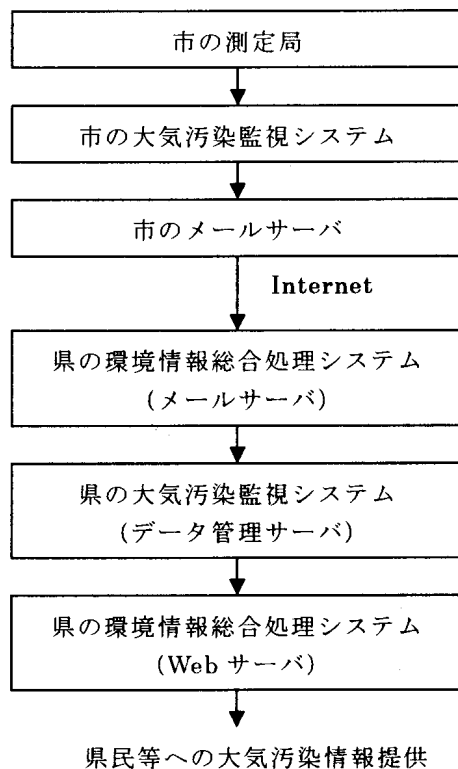 市の測定局
市の大気汚染監視システム
市のメールサーバ
Internet
県の環境情報総合処理システム
(メールサーバ)
県の大気汚染監視システム
(データ管理サーバ)
県の環境情報総合処理システム
(Web サーバ)
県民等への大気汚染情報提供